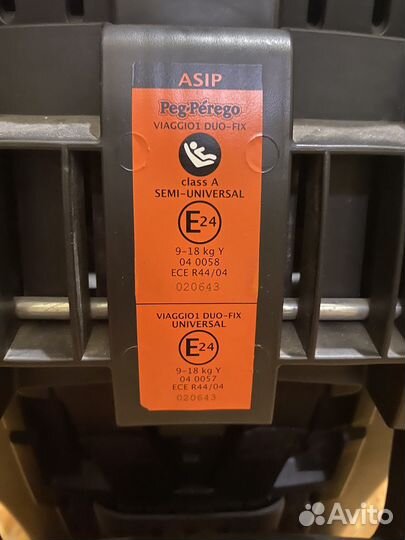 ASIP
Peg-Pérego
VIAGGIO1 DUO-FIX
class A
SEMI-UNIVERSAL
E24
9-18 kg Y
04 0058
ECE R44/04
020643
VIAGGIO1 DUO-FIX
UNIVERSAL
E24
9-18 kg Y
04 0057
ECE R44/04
020643
Avito